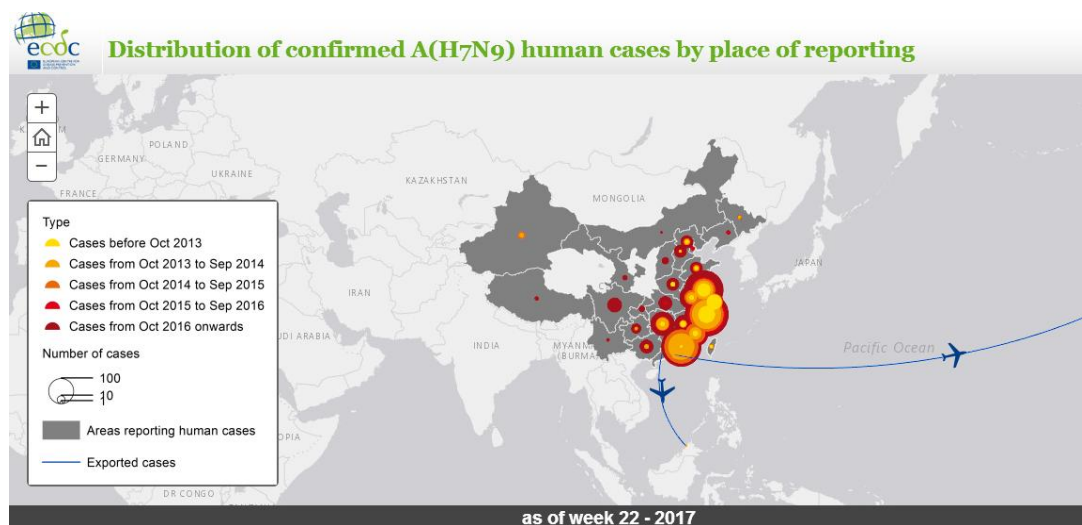 ecdc
Distribution of confirmed A(H7N9) human cases by place of reporting
+
−
POLAND
GERMANY
UKRAINE
FRANCE
KAZAKHSTAN
MONGOLIA
JAPAN
IRAN
INDIA
MYANMAR
(BURMA)
Pacific Ocean
DR CONGO
Type
Cases before Oct 2013
Cases from Oct 2013 to Sep 2014
Cases from Oct 2014 to Sep 2015
Cases from Oct 2015 to Sep 2016
Cases from Oct 2016 onwards
Number of cases
100
10
1
Areas reporting human cases
Exported cases
as of week 22 - 2017